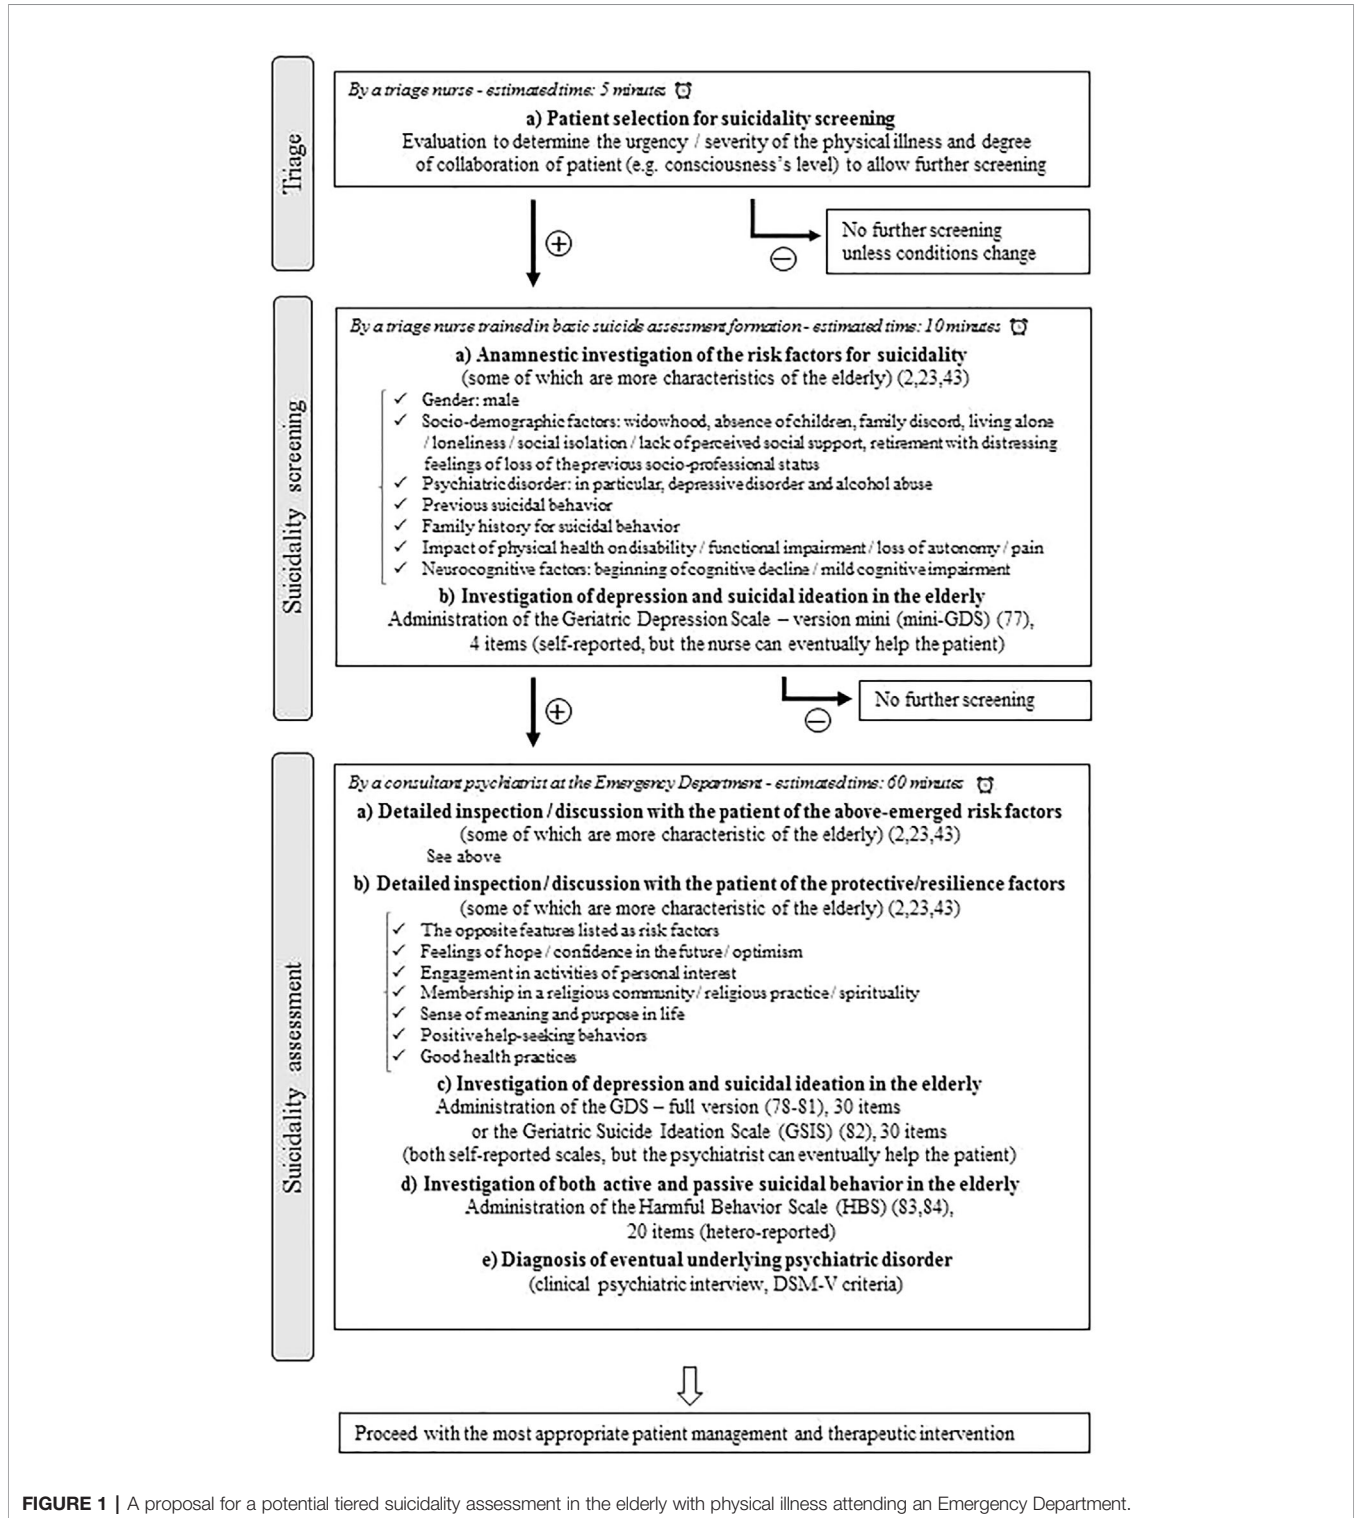 Triage
By a triage nurse - estimated time: 5 minutes
a) Patient selection for suicidality screening
Evaluation to determine the urgency / severity of the physical illness and degree
of collaboration of patient (e.g. consciousness's level) to allow further screening
+
−
No further screening
unless conditions change
Suicidality screening
By a triage nurse trained in basic suicide assessment formation - estimated time: 10 minutes
a) Anamnestic investigation of the risk factors for suicidality
(some of which are more characteristics of the elderly) (2,23,43)
✓ Gender: male
✓ Socio-demographic factors: widowhood, absence of children, family discord, living alone
/ loneliness / social isolation / lack of perceived social support, retirement with distressing
feelings of loss of the previous socio-professional status
✓ Psychiatric disorder: in particular, depressive disorder and alcohol abuse
✓ Previous suicidal behavior
✓ Family history for suicidal behavior
✓ Impact of physical health on disability / functional impairment / loss of autonomy / pain
✓ Neurocognitive factors: beginning of cognitive decline / mild cognitive impairment
b) Investigation of depression and suicidal ideation in the elderly
Administration of the Geriatric Depression Scale – version mini (mini-GDS) (77),
4 items (self-reported, but the nurse can eventually help the patient)
+
−
No further screening
Suicidality assessment
By a consultant psychiatrist at the Emergency Department - estimated time: 60 minutes
a) Detailed inspection / discussion with the patient of the above-emerged risk factors
(some of which are more characteristic of the elderly) (2,23,43)
See above
b) Detailed inspection / discussion with the patient of the protective/resilience factors
(some of which are more characteristic of the elderly) (2,23,43)
✓ The opposite features listed as risk factors
✓ Feelings of hope / confidence in the future / optimism
✓ Engagement in activities of personal interest
✓ Membership in a religious community / religious practice / spirituality
✓ Sense of meaning and purpose in life
✓ Positive help-seeking behaviors
✓ Good health practices
c) Investigation of depression and suicidal ideation in the elderly
Administration of the GDS – full version (78-81), 30 items
or the Geriatric Suicide Ideation Scale (GSIS) (82), 30 items
(both self-reported scales, but the psychiatrist can eventually help the patient)
d) Investigation of both active and passive suicidal behavior in the elderly
Administration of the Harmful Behavior Scale (HBS) (83,84),
20 items (hetero-reported)
e) Diagnosis of eventual underlying psychiatric disorder
(clinical psychiatric interview, DSM-V criteria)
Proceed with the most appropriate patient management and therapeutic intervention
FIGURE 1 | A proposal for a potential tiered suicidality assessment in the elderly with physical illness attending an Emergency Department.